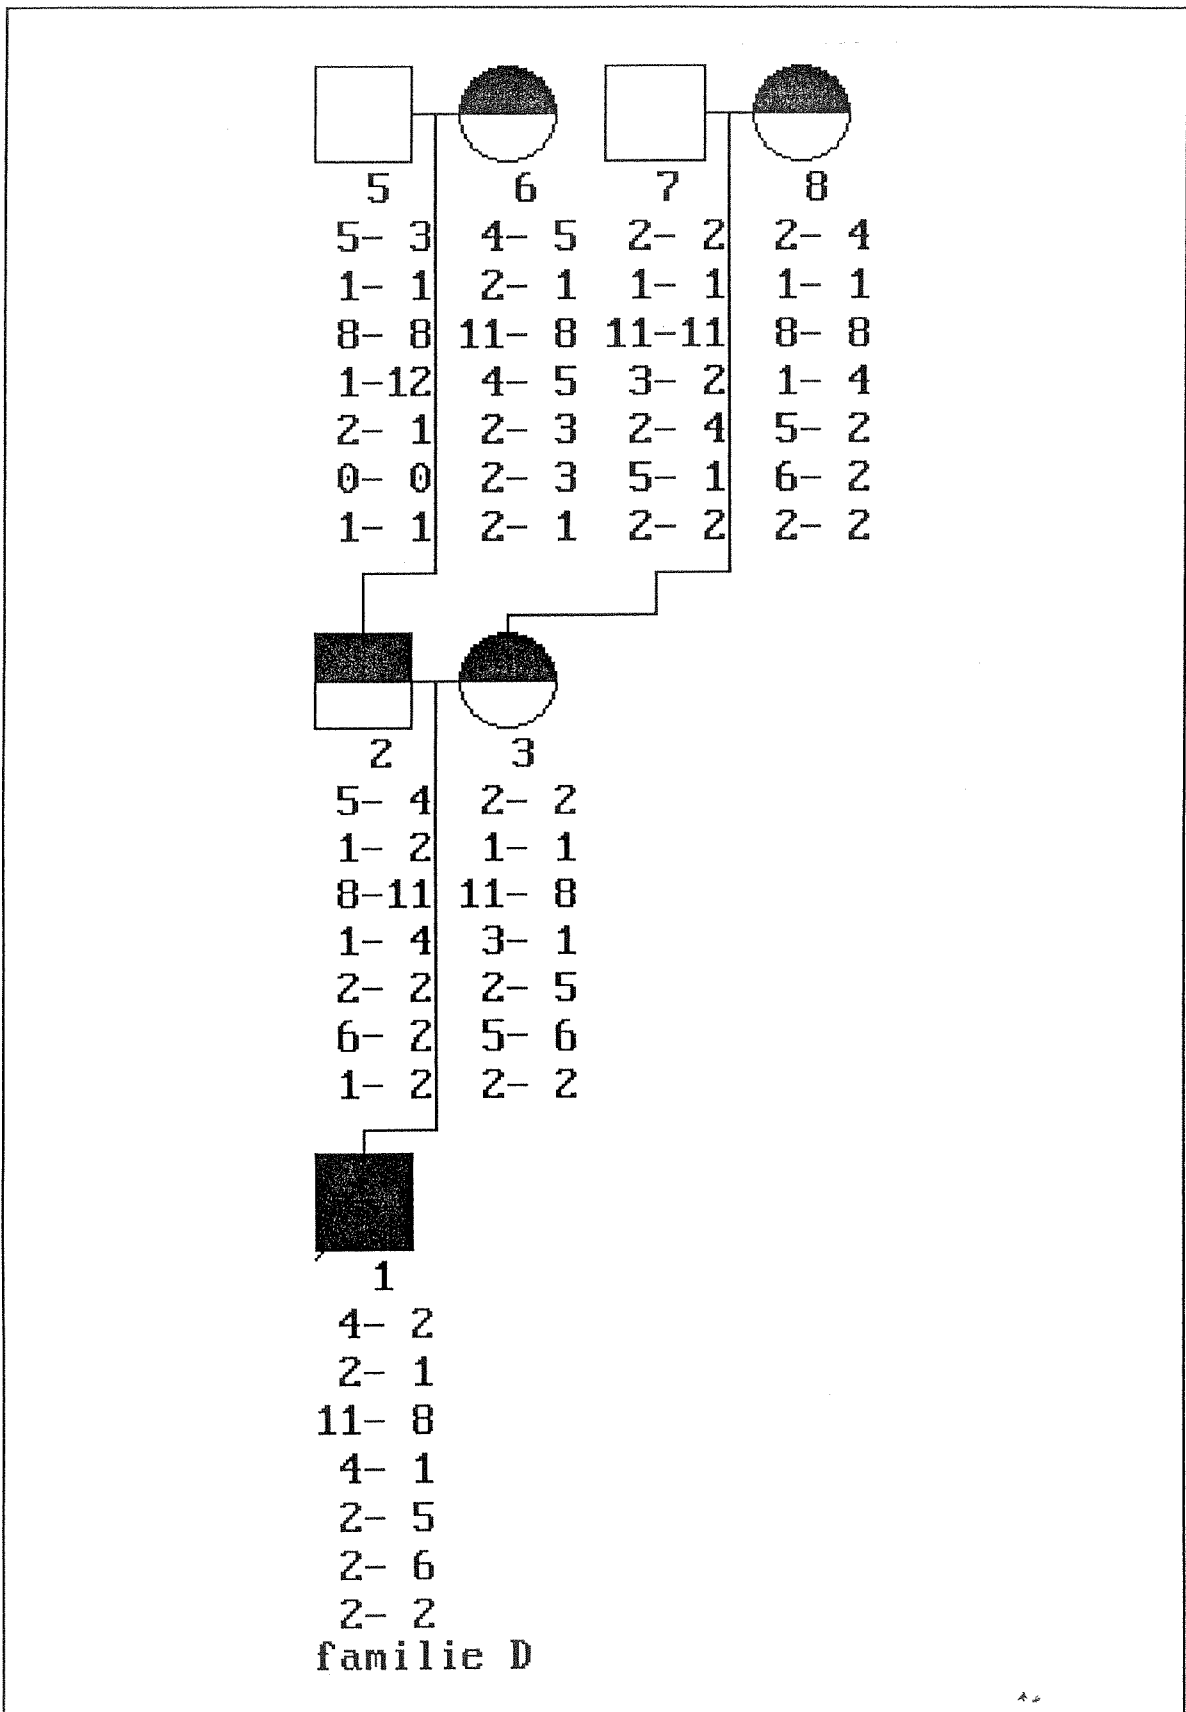 5 6 7 8
5- 3 4- 5 2- 2 2- 4
1- 1 2- 1 1- 1 1- 1
8- 8 11- 8 11-11 8- 8
1-12 4- 5 3- 2 1- 4
2- 1 2- 3 2- 4 5- 2
0- 0 2- 3 5- 1 6- 2
1- 1 2- 1 2- 2 2- 2
2 3
5- 4 2- 2
1- 2 1- 1
8-11 11- 8
1- 4 3- 1
2- 2 2- 5
6- 2 5- 6
1- 2 2- 2
1
4- 2
2- 1
11- 8
4- 1
2- 5
2- 6
2- 2
familie D